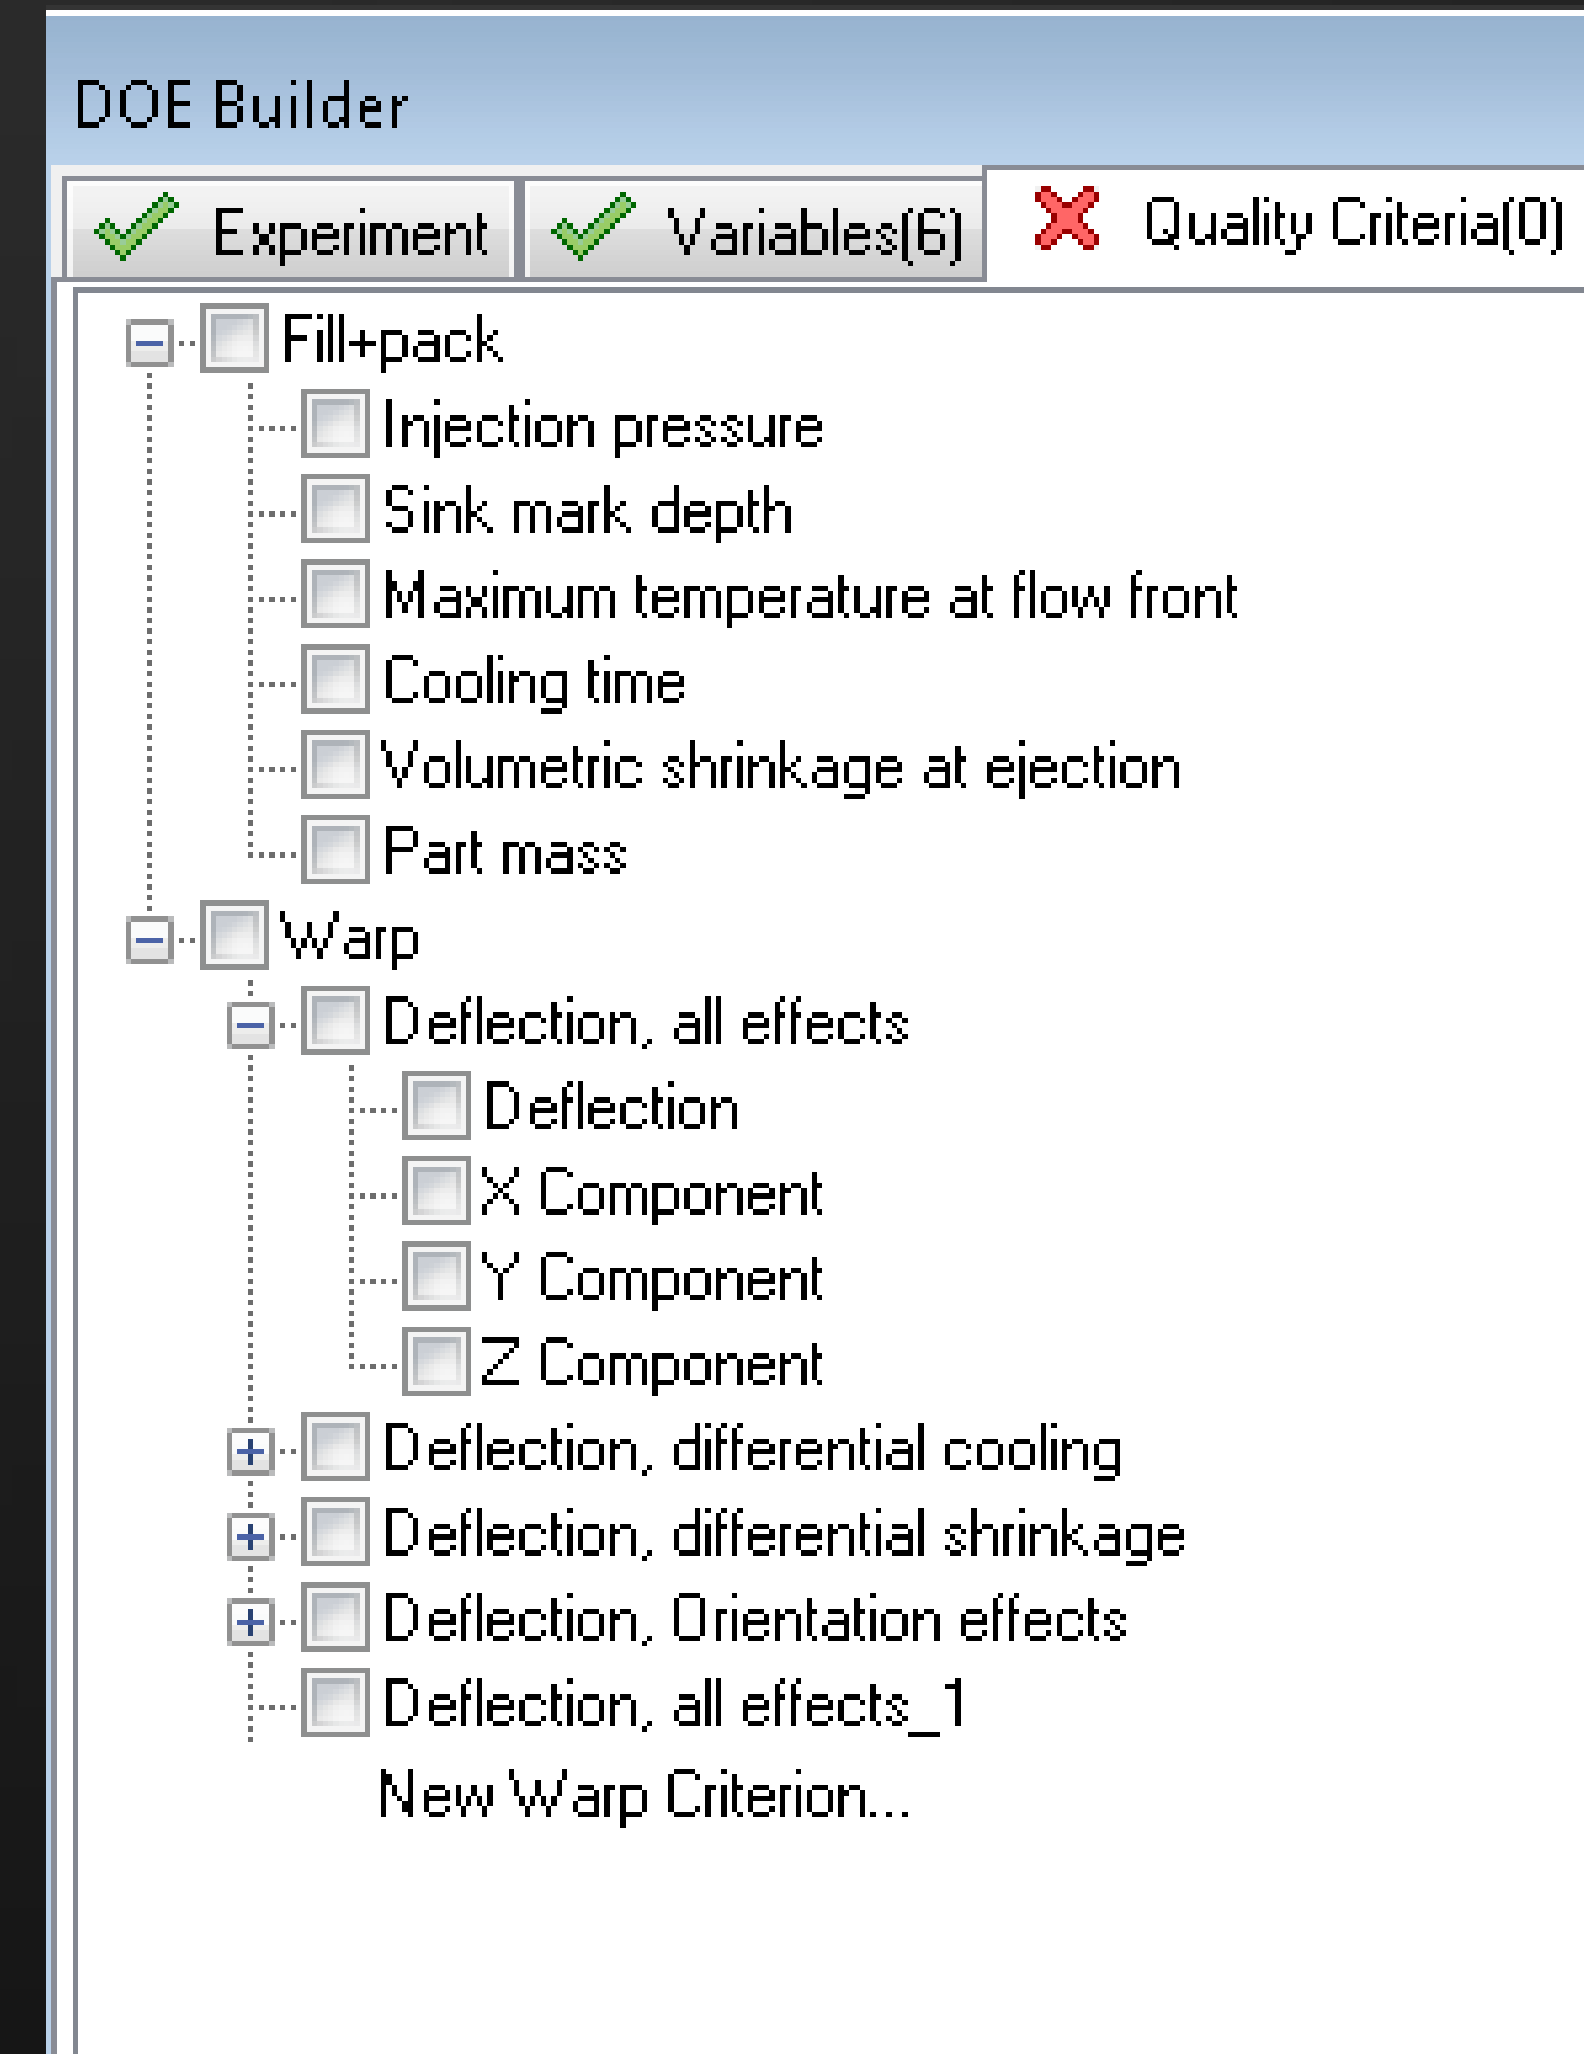 DOE Builder
Experiment Variables(6) Quality Criteria(0)
Fill+pack
Injection pressure
Sink mark depth
Maximum temperature at flow front
Cooling time
Volumetric shrinkage at ejection
Part mass
Warp
Deflection, all effects
Deflection
X Component
Y Component
Z Component
Deflection, differential cooling
Deflection, differential shrinkage
Deflection, Orientation effects
Deflection, all effects_1
New Warp Criterion...